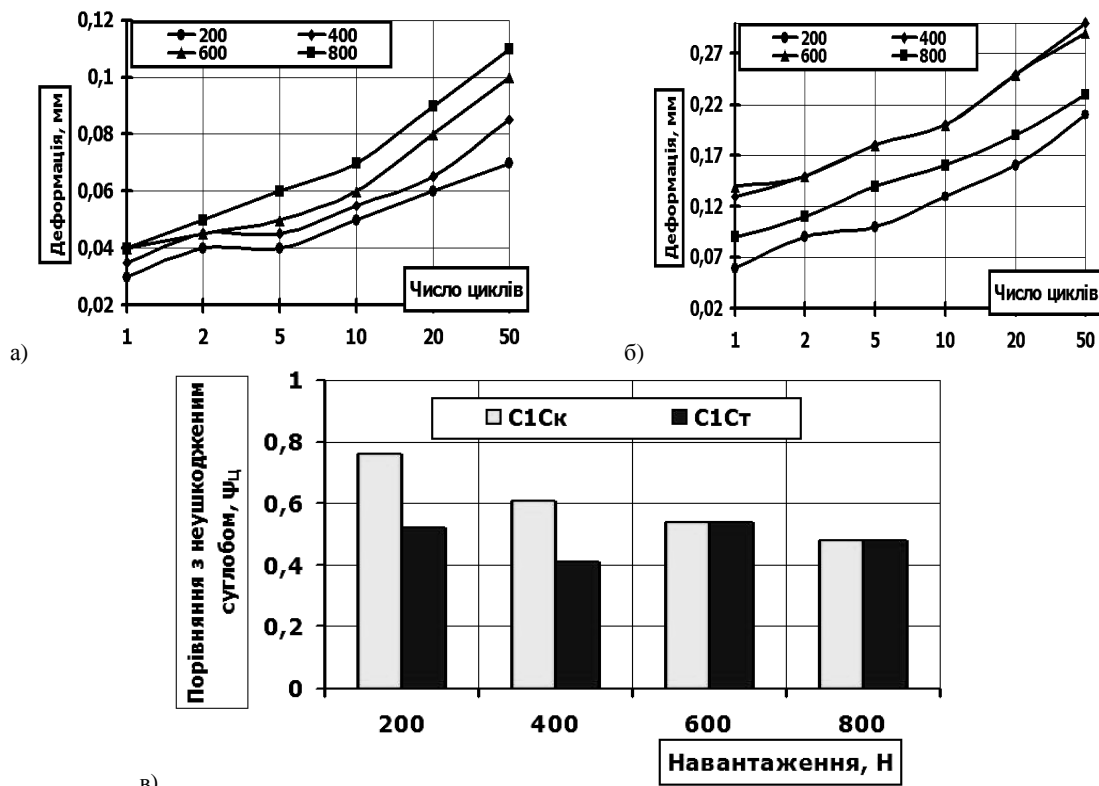 0,12
0,1
0,08
0,06
0,04
0,02
200 400
600 800
Деформація, мм
Число циклів
1 2 5 10 20 50
а)
0,27
0,22
0,17
0,12
0,07
0,02
200 400
600 800
Деформація, мм
Число циклів
1 2 5 10 20 50
б)
Порівняння з неушкодженим
суглобом, Ψц
1
0,8
0,6
0,4
0,2
0
С1Ск С1Ст
200 400 600 800
Навантаження, Н
в)